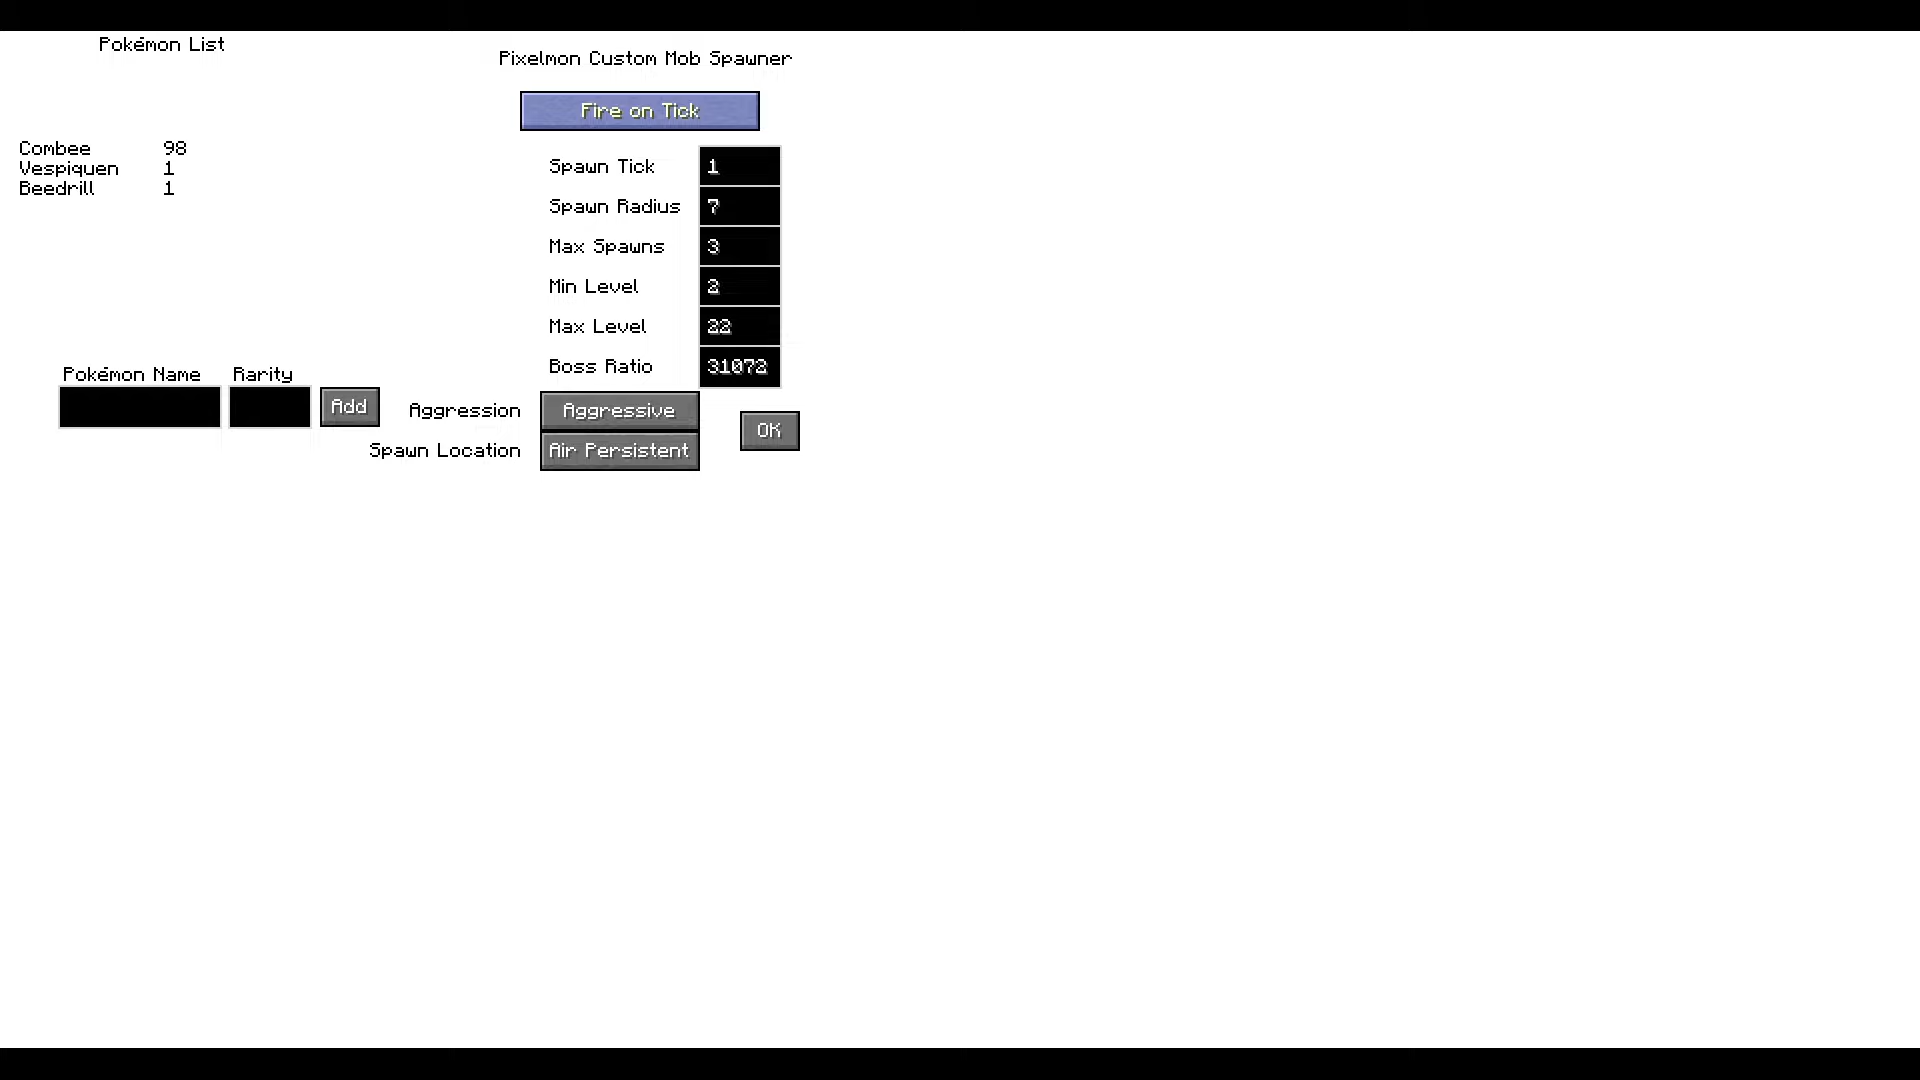 Pokémon List
Pixelmon Custom Mob Spawner
Fire on Tick
Combee 98
Vespiquen 1
Beedrill 1
Spawn Tick 1
Spawn Radius 7
Max Spawns 3
Min Level 2
Max Level 22
Boss Ratio 31072
Pokémon Name Rarity
Add
Aggression Aggressive
OK
Spawn Location Air Persistent